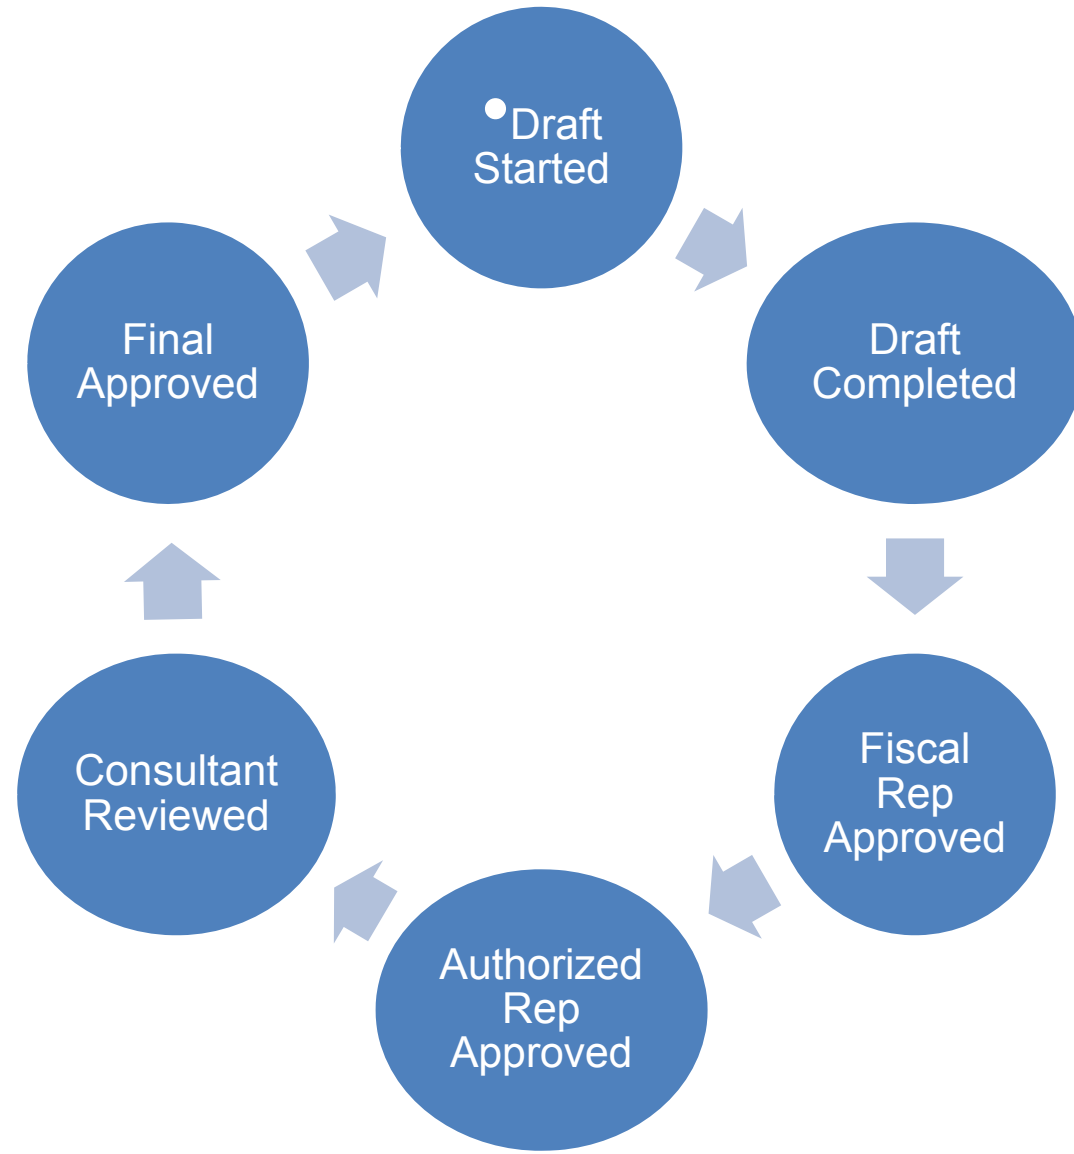 •Draft
Started
Draft
Completed
Fiscal
Rep
Approved
Authorized
Rep
Approved
Consultant
Reviewed
Final
Approved